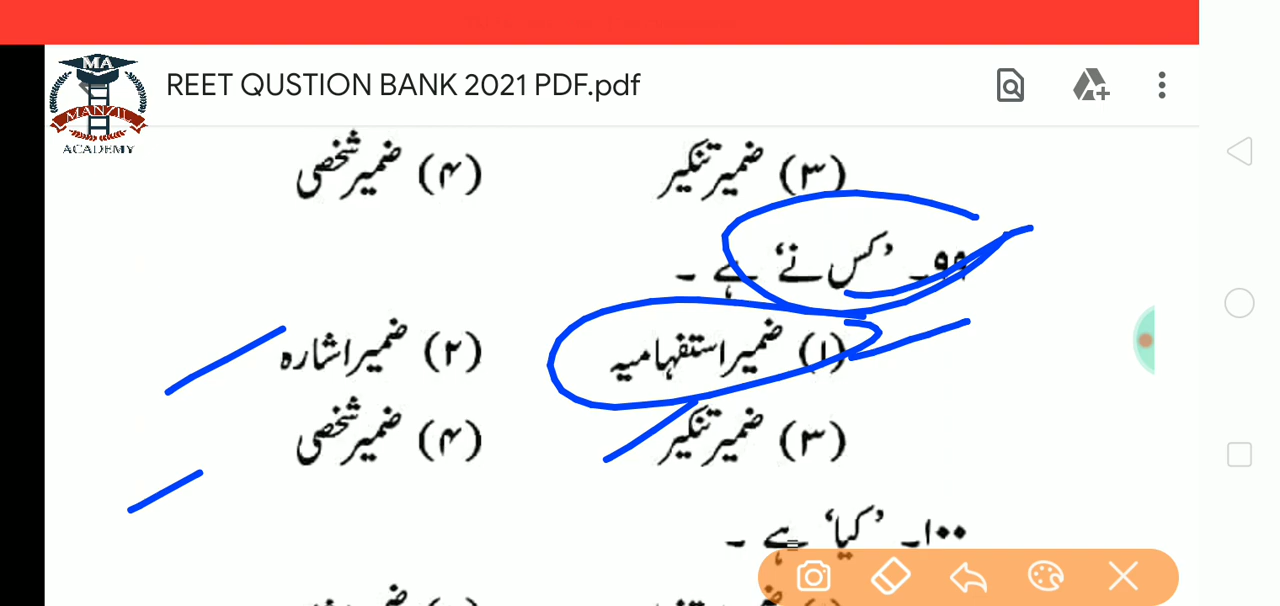 REET QUSTION BANK 2021 PDF.pdf
MA
MANZIL
ACADEMY
(۳) ضمیر تنکیر (۴) ضمیر شخصی
۹۹۔ ’کس نے‘ ہے ۔
(۱) ضمیر استفہامیہ (۲) ضمیر اشارہ
(۳) ضمیر تنکیر (۴) ضمیر شخصی
۱۰۰۔ ’کیا‘ ہے ۔